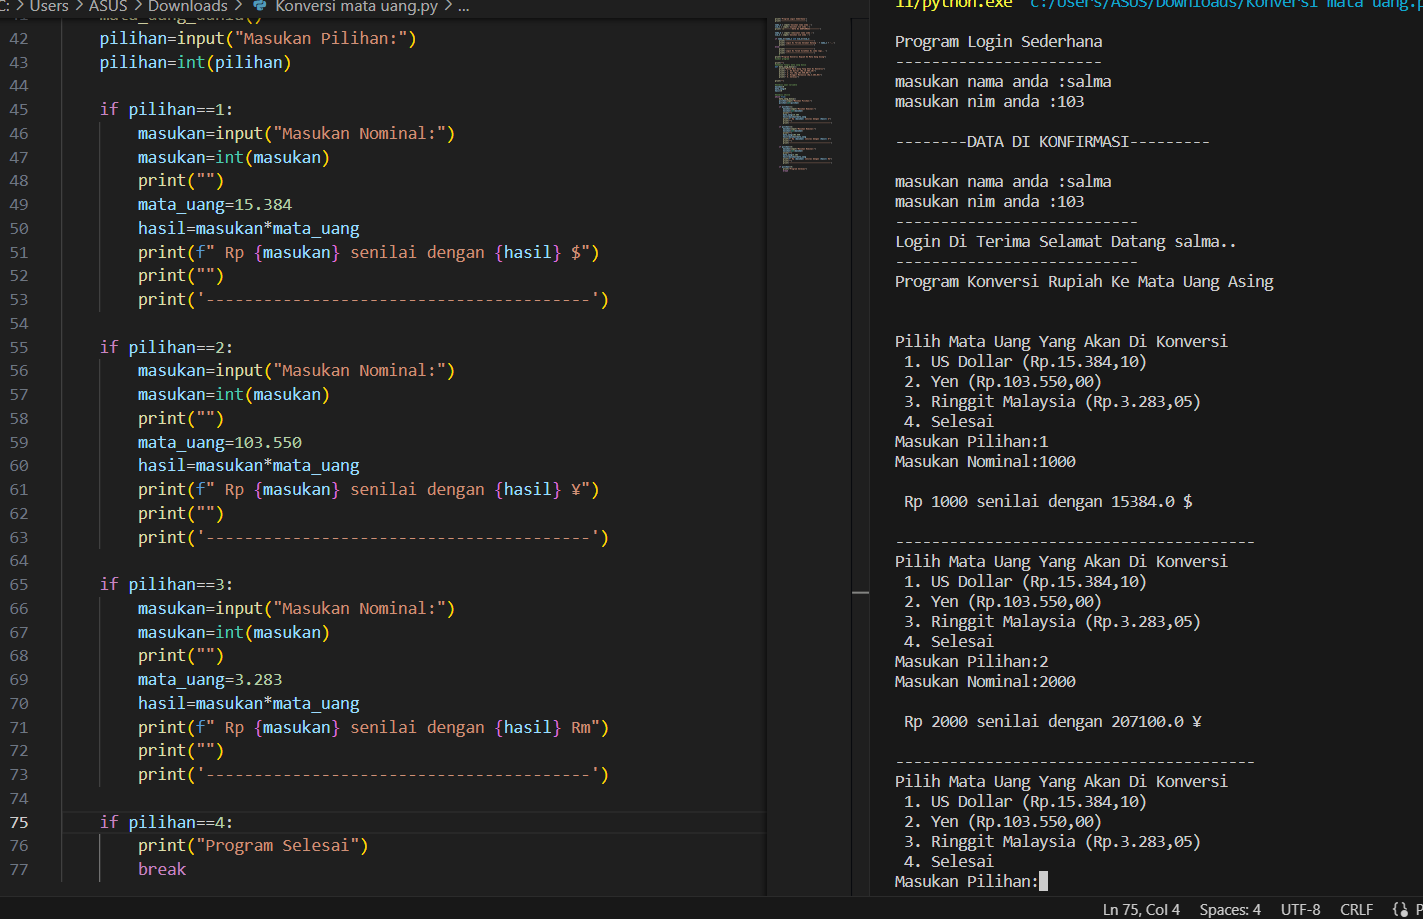 C: > Users > ASUS > Downloads > Konversi mata uang.py > ...
41 mata_uang_dunia()
42 pilihan=input("Masukan Pilihan:")
43 pilihan=int(pilihan)
44
45 if pilihan==1:
46 masukan=input("Masukan Nominal:")
47 masukan=int(masukan)
48 print("")
49 mata_uang=15.384
50 hasil=masukan*mata_uang
51 print(f" Rp {masukan} senilai dengan {hasil} $")
52 print("")
53 print('----------------------------------------')
54
55 if pilihan==2:
56 masukan=input("Masukan Nominal:")
57 masukan=int(masukan)
58 print("")
59 mata_uang=103.550
60 hasil=masukan*mata_uang
61 print(f" Rp {masukan} senilai dengan {hasil} ¥")
62 print("")
63 print('----------------------------------------')
64
65 if pilihan==3:
66 masukan=input("Masukan Nominal:")
67 masukan=int(masukan)
68 print("")
69 mata_uang=3.283
70 hasil=masukan*mata_uang
71 print(f" Rp {masukan} senilai dengan {hasil} Rm")
72 print("")
73 print('----------------------------------------')
74
75 if pilihan==4:
76 print("Program Selesai")
77 break
11/python.exe" c:/Users/ASUS/Downloads/Konversi mata uang.p
Program Login Sederhana
-----------------------
masukan nama anda :salma
masukan nim anda :103
--------DATA DI KONFIRMASI---------
masukan nama anda :salma
masukan nim anda :103
---------------------------
Login Di Terima Selamat Datang salma..
---------------------------
Program Konversi Rupiah Ke Mata Uang Asing
Pilih Mata Uang Yang Akan Di Konversi
1. US Dollar (Rp.15.384,10)
2. Yen (Rp.103.550,00)
3. Ringgit Malaysia (Rp.3.283,05)
4. Selesai
Masukan Pilihan:1
Masukan Nominal:1000
Rp 1000 senilai dengan 15384.0 $
----------------------------------------
Pilih Mata Uang Yang Akan Di Konversi
1. US Dollar (Rp.15.384,10)
2. Yen (Rp.103.550,00)
3. Ringgit Malaysia (Rp.3.283,05)
4. Selesai
Masukan Pilihan:2
Masukan Nominal:2000
Rp 2000 senilai dengan 207100.0 ¥
----------------------------------------
Pilih Mata Uang Yang Akan Di Konversi
1. US Dollar (Rp.15.384,10)
2. Yen (Rp.103.550,00)
3. Ringgit Malaysia (Rp.3.283,05)
4. Selesai
Masukan Pilihan:
Ln 75, Col 4 Spaces: 4 UTF-8 CRLF {} P